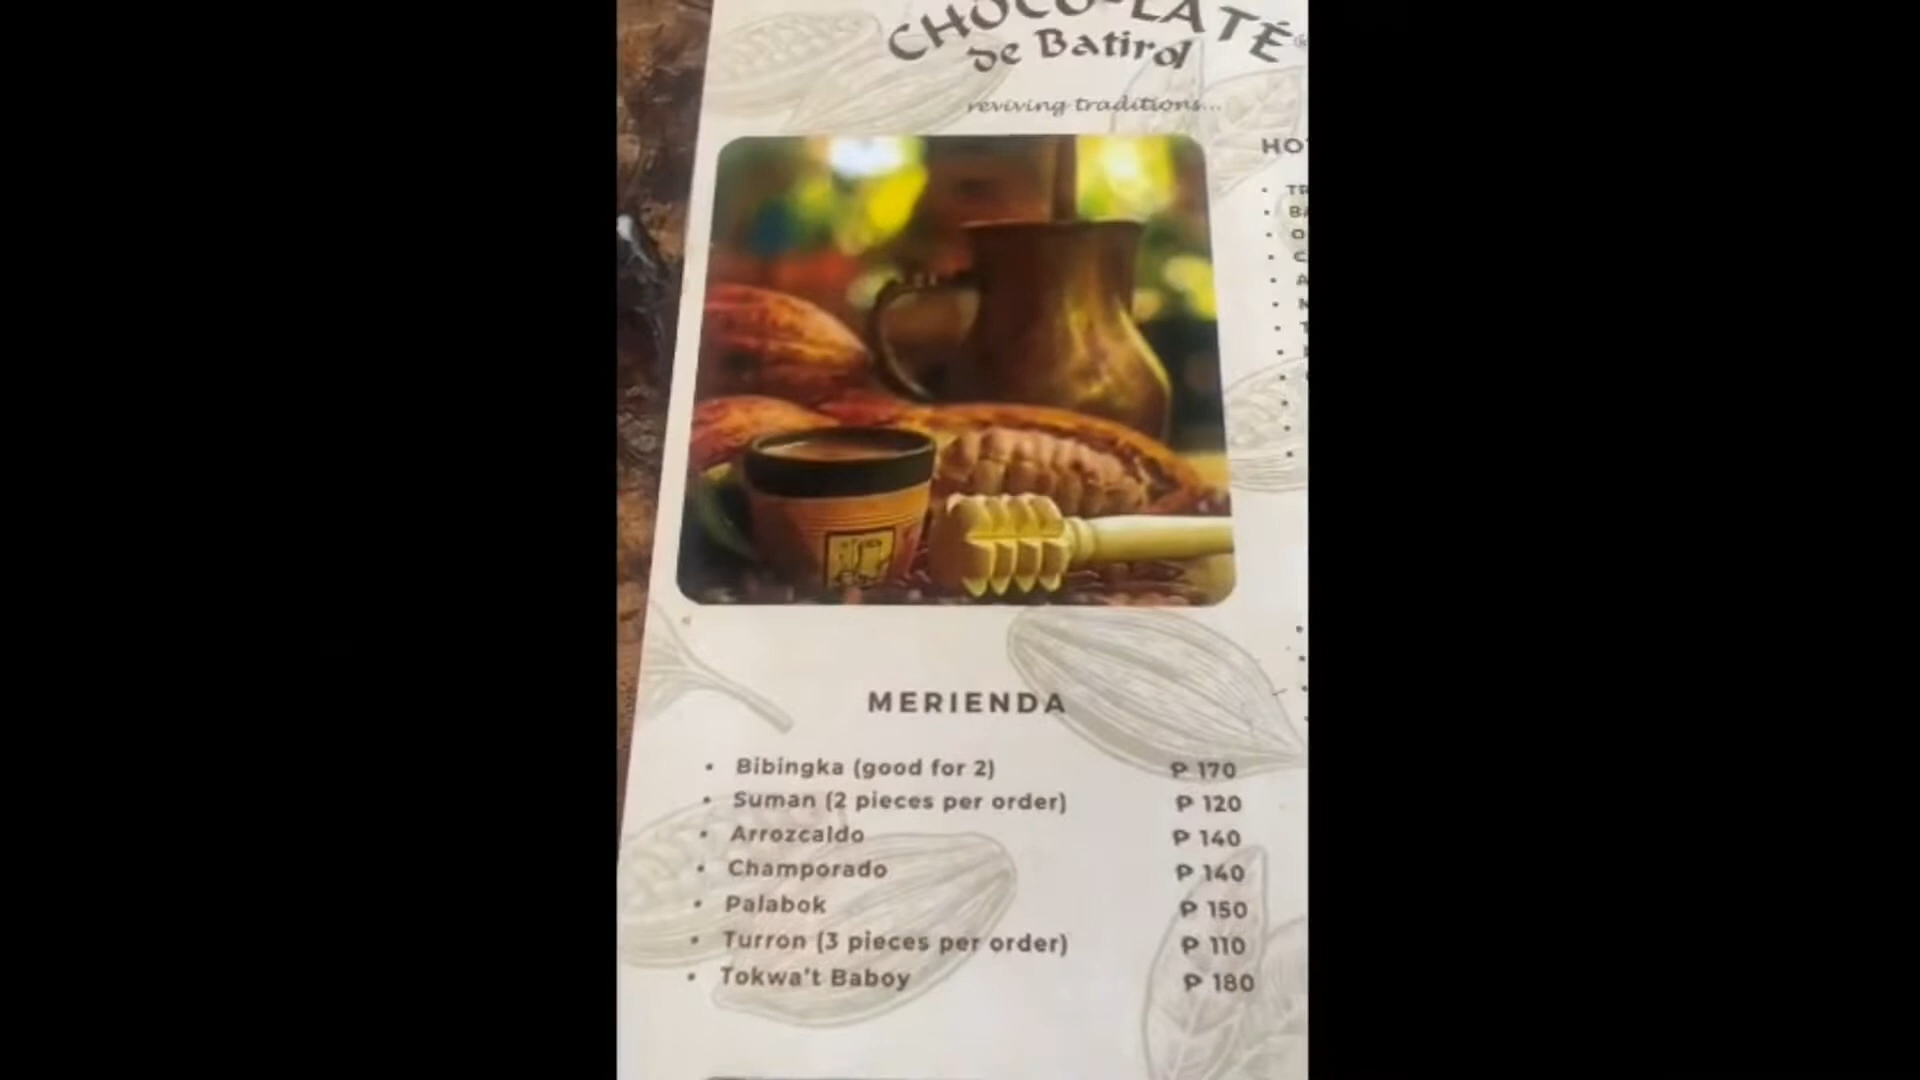 CHOCO-LATÉ
de Batirol
reviving traditions...
MERIENDA
• Bibingka (good for 2) ₱ 170
• Suman (2 pieces per order) ₱ 120
• Arrozcaldo ₱ 140
• Champorado ₱ 140
• Palabok ₱ 150
• Turron (3 pieces per order) ₱ 110
• Tokwa't Baboy ₱ 180